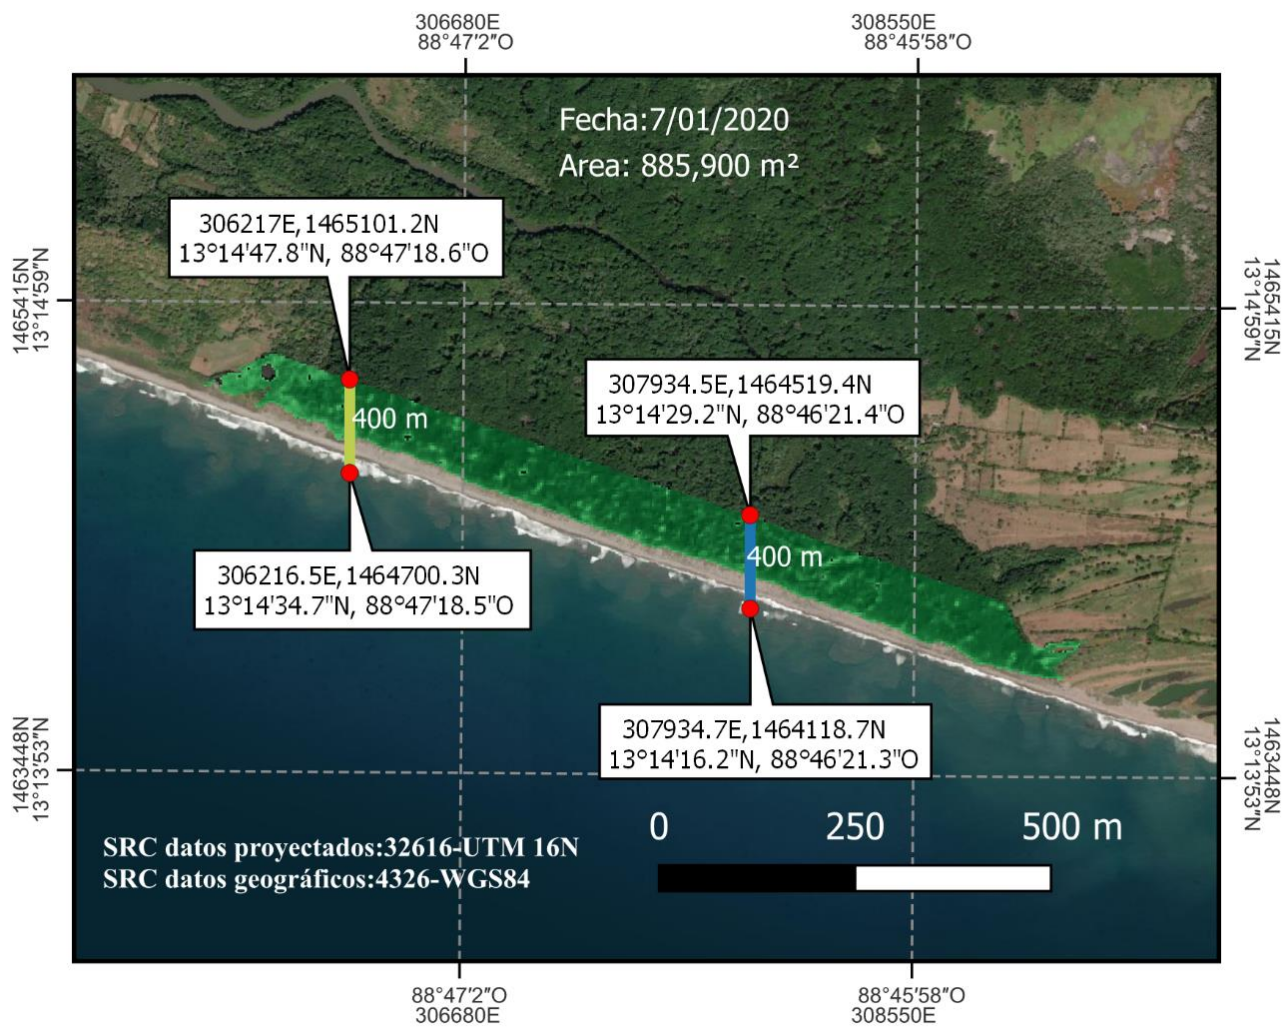 306680E
88°47'2"O
308550E
88°45'58"O
Fecha:7/01/2020
Area: 885,900 m²
306217E,1465101.2N
13°14'47.8"N, 88°47'18.6"O
1465415N
13°14'59"N
1465415N
13°14'59"N
307934.5E,1464519.4N
13°14'29.2"N, 88°46'21.4"O
400 m
400 m
306216.5E,1464700.3N
13°14'34.7"N, 88°47'18.5"O
307934.7E,1464118.7N
13°14'16.2"N, 88°46'21.3"O
1463448N
13°13'53"N
1463448N
13°13'53"N
0 250 500 m
SRC datos proyectados:32616-UTM 16N
SRC datos geográficos:4326-WGS84
88°47'2"O
306680E
88°45'58"O
308550E